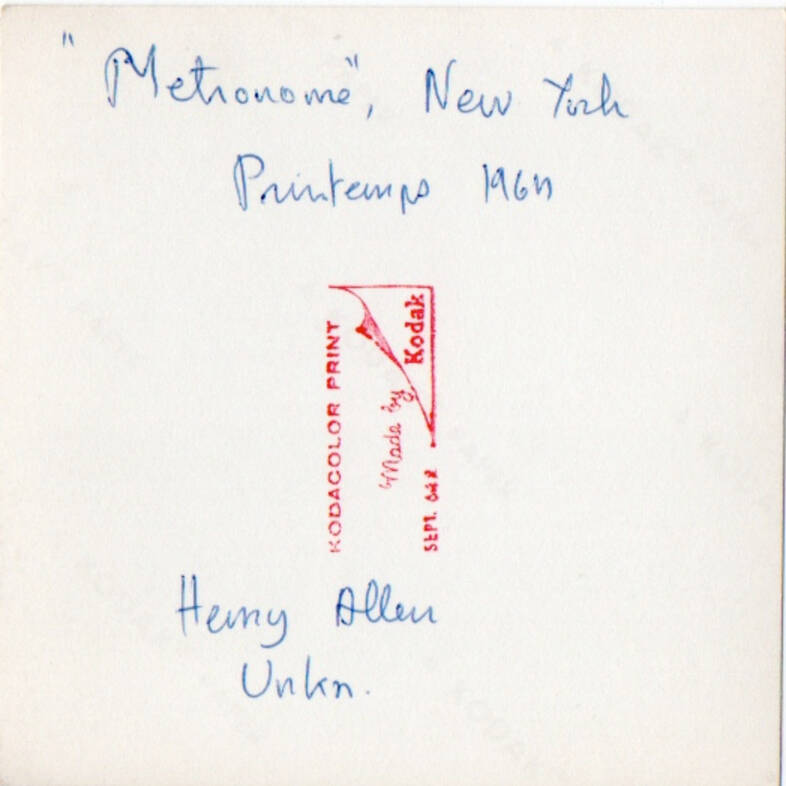 "Metronome", New York
Printemps 1964
KODACOLOR PRINT
Made by
Kodak
SEPT. 64
Henry Allen
Unkn.